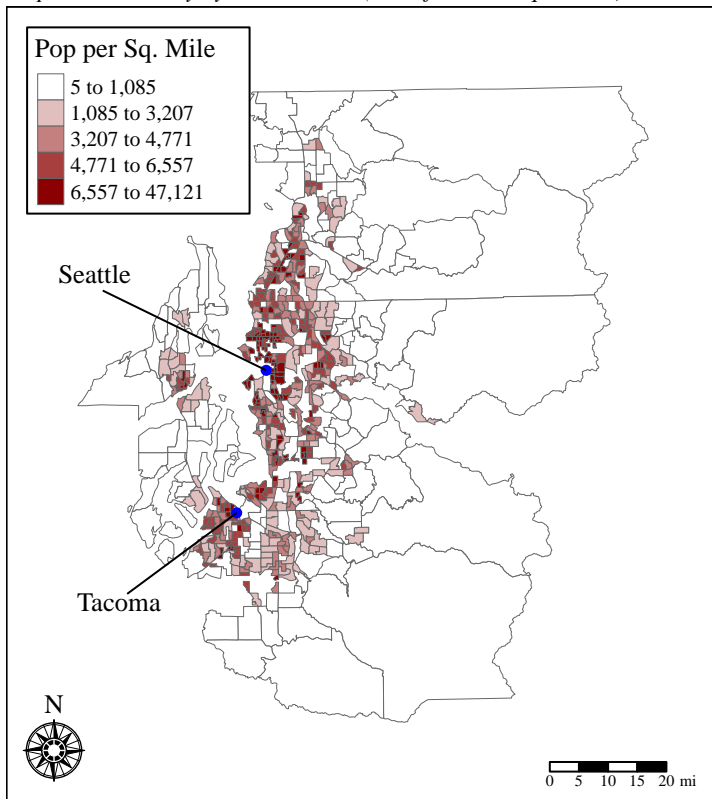 Pop per Sq. Mile
5 to 1,085
1,085 to 3,207
3,207 to 4,771
4,771 to 6,557
6,557 to 47,121
Seattle
Tacoma
N
0 5 10 15 20 mi